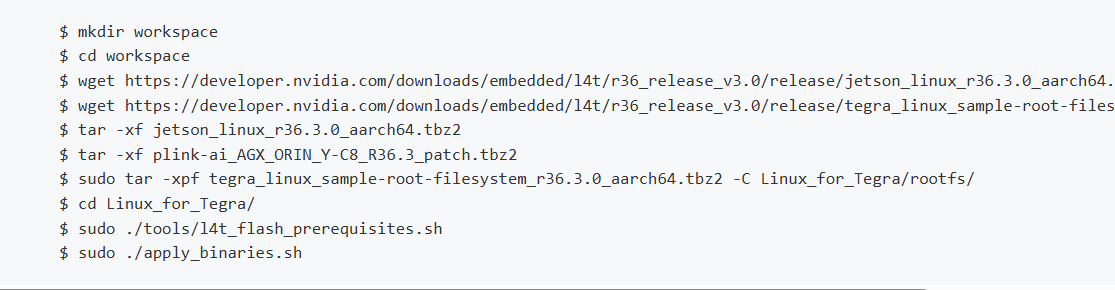 $ mkdir workspace
$ cd workspace
$ wget https://developer.nvidia.com/downloads/embedded/l4t/r36_release_v3.0/release/jetson_linux_r36.3.0_aarch64.
$ wget https://developer.nvidia.com/downloads/embedded/l4t/r36_release_v3.0/release/tegra_linux_sample-root-files
$ tar -xf jetson_linux_r36.3.0_aarch64.tbz2
$ tar -xf plink-ai_AGX_ORIN_Y-C8_R36.3_patch.tbz2
$ sudo tar -xpf tegra_linux_sample-root-filesystem_r36.3.0_aarch64.tbz2 -C Linux_for_Tegra/rootfs/
$ cd Linux_for_Tegra/
$ sudo ./tools/l4t_flash_prerequisites.sh
$ sudo ./apply_binaries.sh